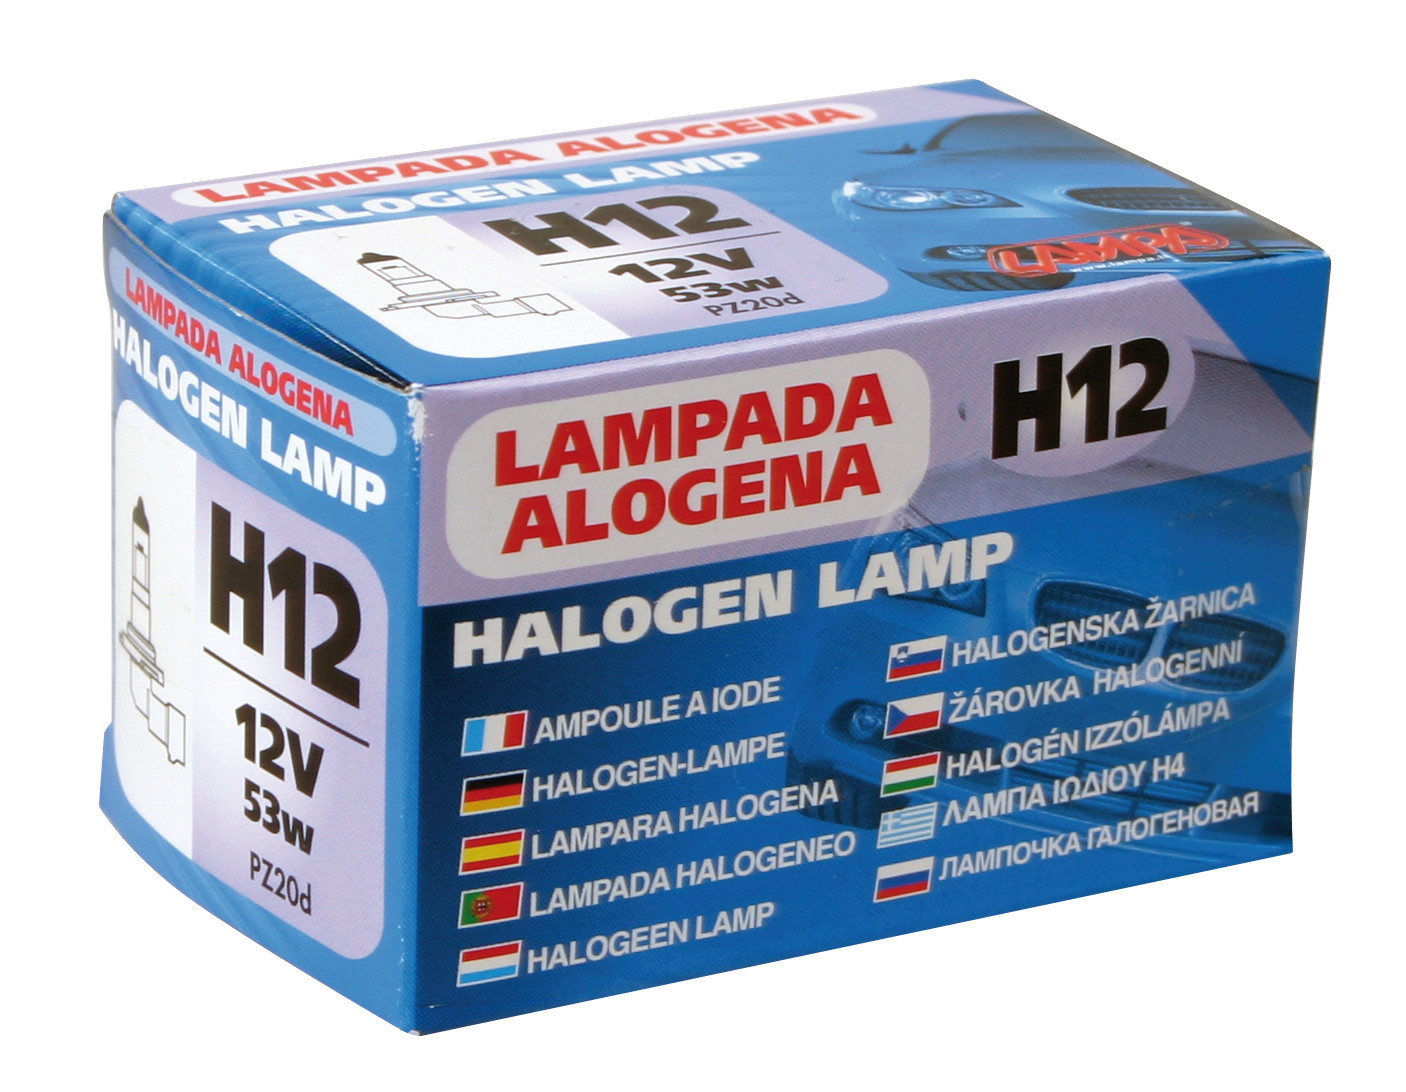 LAMPADA ALOGENA
HALOGEN LAMP
H12
12V
53w
PZ20d
LAMPA
LAMPADA ALOGENA
HALOGEN LAMP
H12
12V
53w
PZ20d
LAMPADA
ALOGENA
H12
HALOGEN LAMP
AMPOULE A IODE
HALOGEN-LAMPE
LAMPARA HALOGENA
LAMPADA HALOGENEO
HALOGEEN LAMP
HALOGENSKA ŽARNICA
ŽÁROVKA HALOGENNÍ
HALOGÉN IZZÓLÁMPA
ΛΑΜΠΑ ΙΩΔΙΟΥ H4
ЛАМПОЧКА ГАЛОГЕНОВАЯ